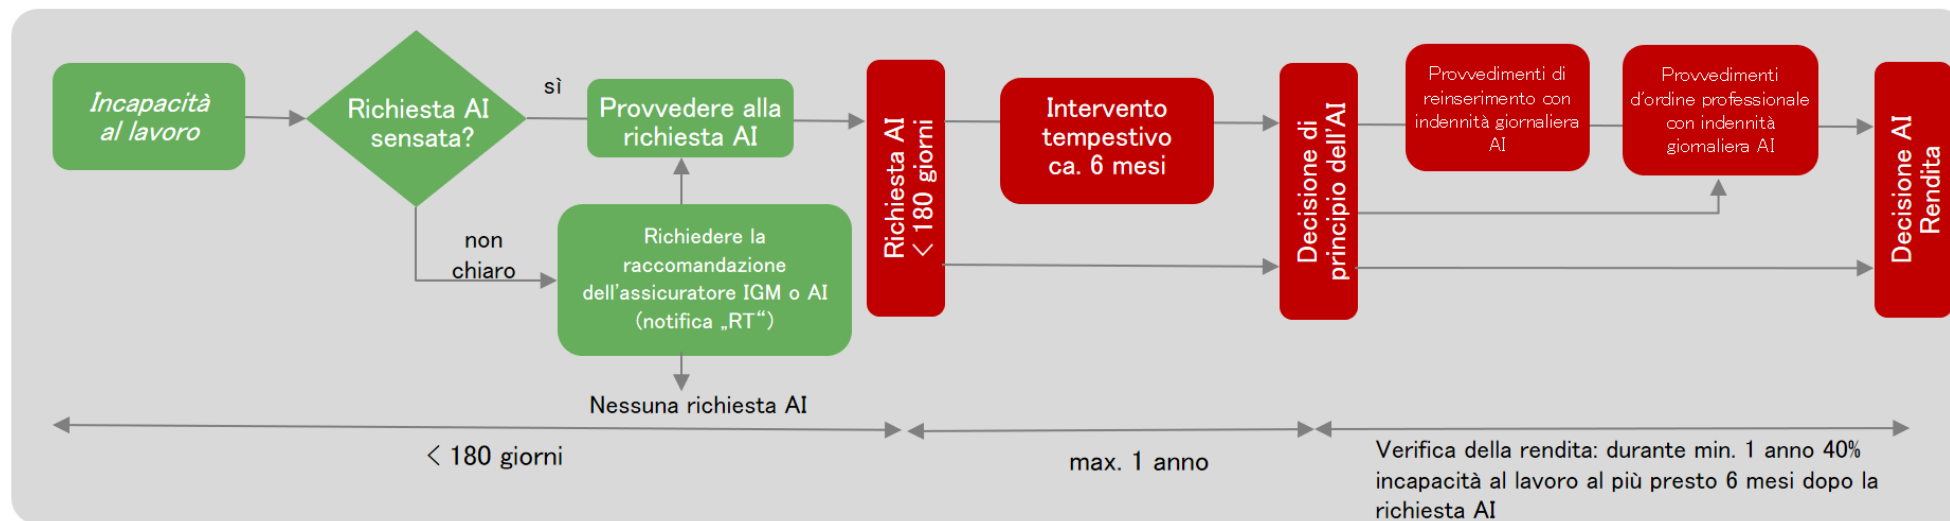 Incapacità
al lavoro
Richiesta AI
sensata?
sì
Provvedere alla
richiesta AI
non
chiaro
Richiedere la
raccomandazione
dell'assicuratore IGM o AI
(notifica „RT“)
Nessuna richiesta AI
Richiesta AI
< 180 giorni
Intervento
tempestivo
ca. 6 mesi
Decisione di
principio dell'AI
Provvedimenti di
reinserimento con
indennità giornaliera
AI
Provvedimenti
d'ordine professionale
con indennità
giornaliera AI
Decisione AI
Rendita
< 180 giorni
max. 1 anno
Verifica della rendita: durante min. 1 anno 40%
incapacità al lavoro al più presto 6 mesi dopo la
richiesta AI